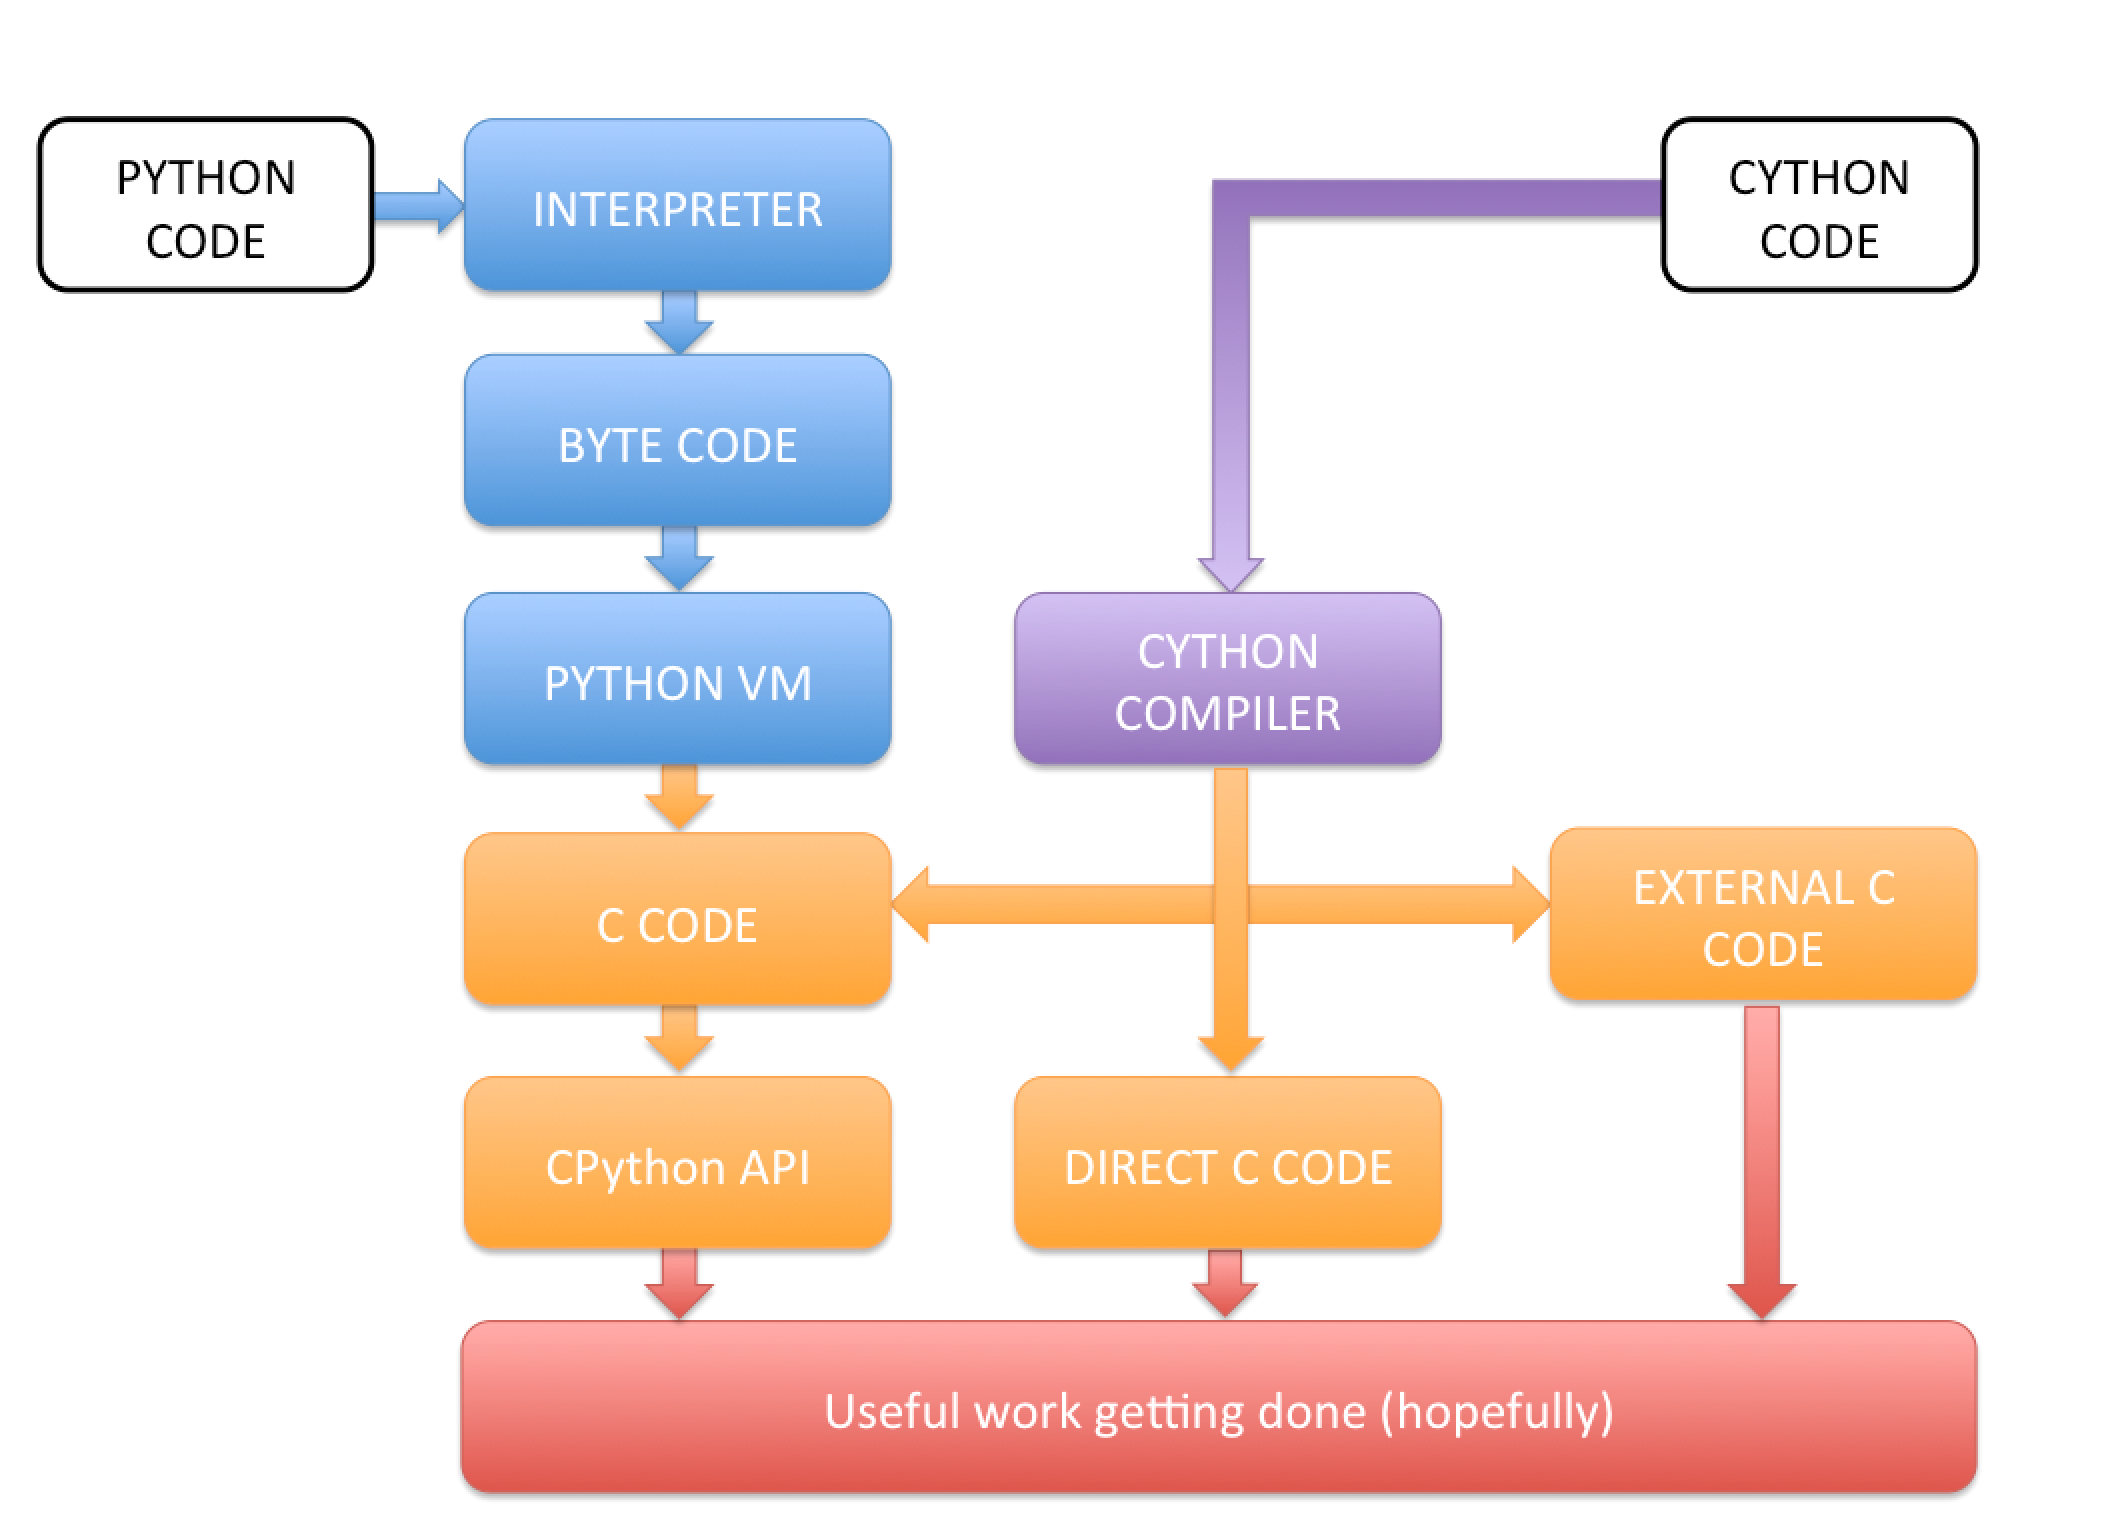 PYTHON
CODE
INTERPRETER
CYTHON
CODE
BYTE CODE
PYTHON VM
CYTHON
COMPILER
C CODE
EXTERNAL C
CODE
CPython API
DIRECT C CODE
Useful work getting done (hopefully)